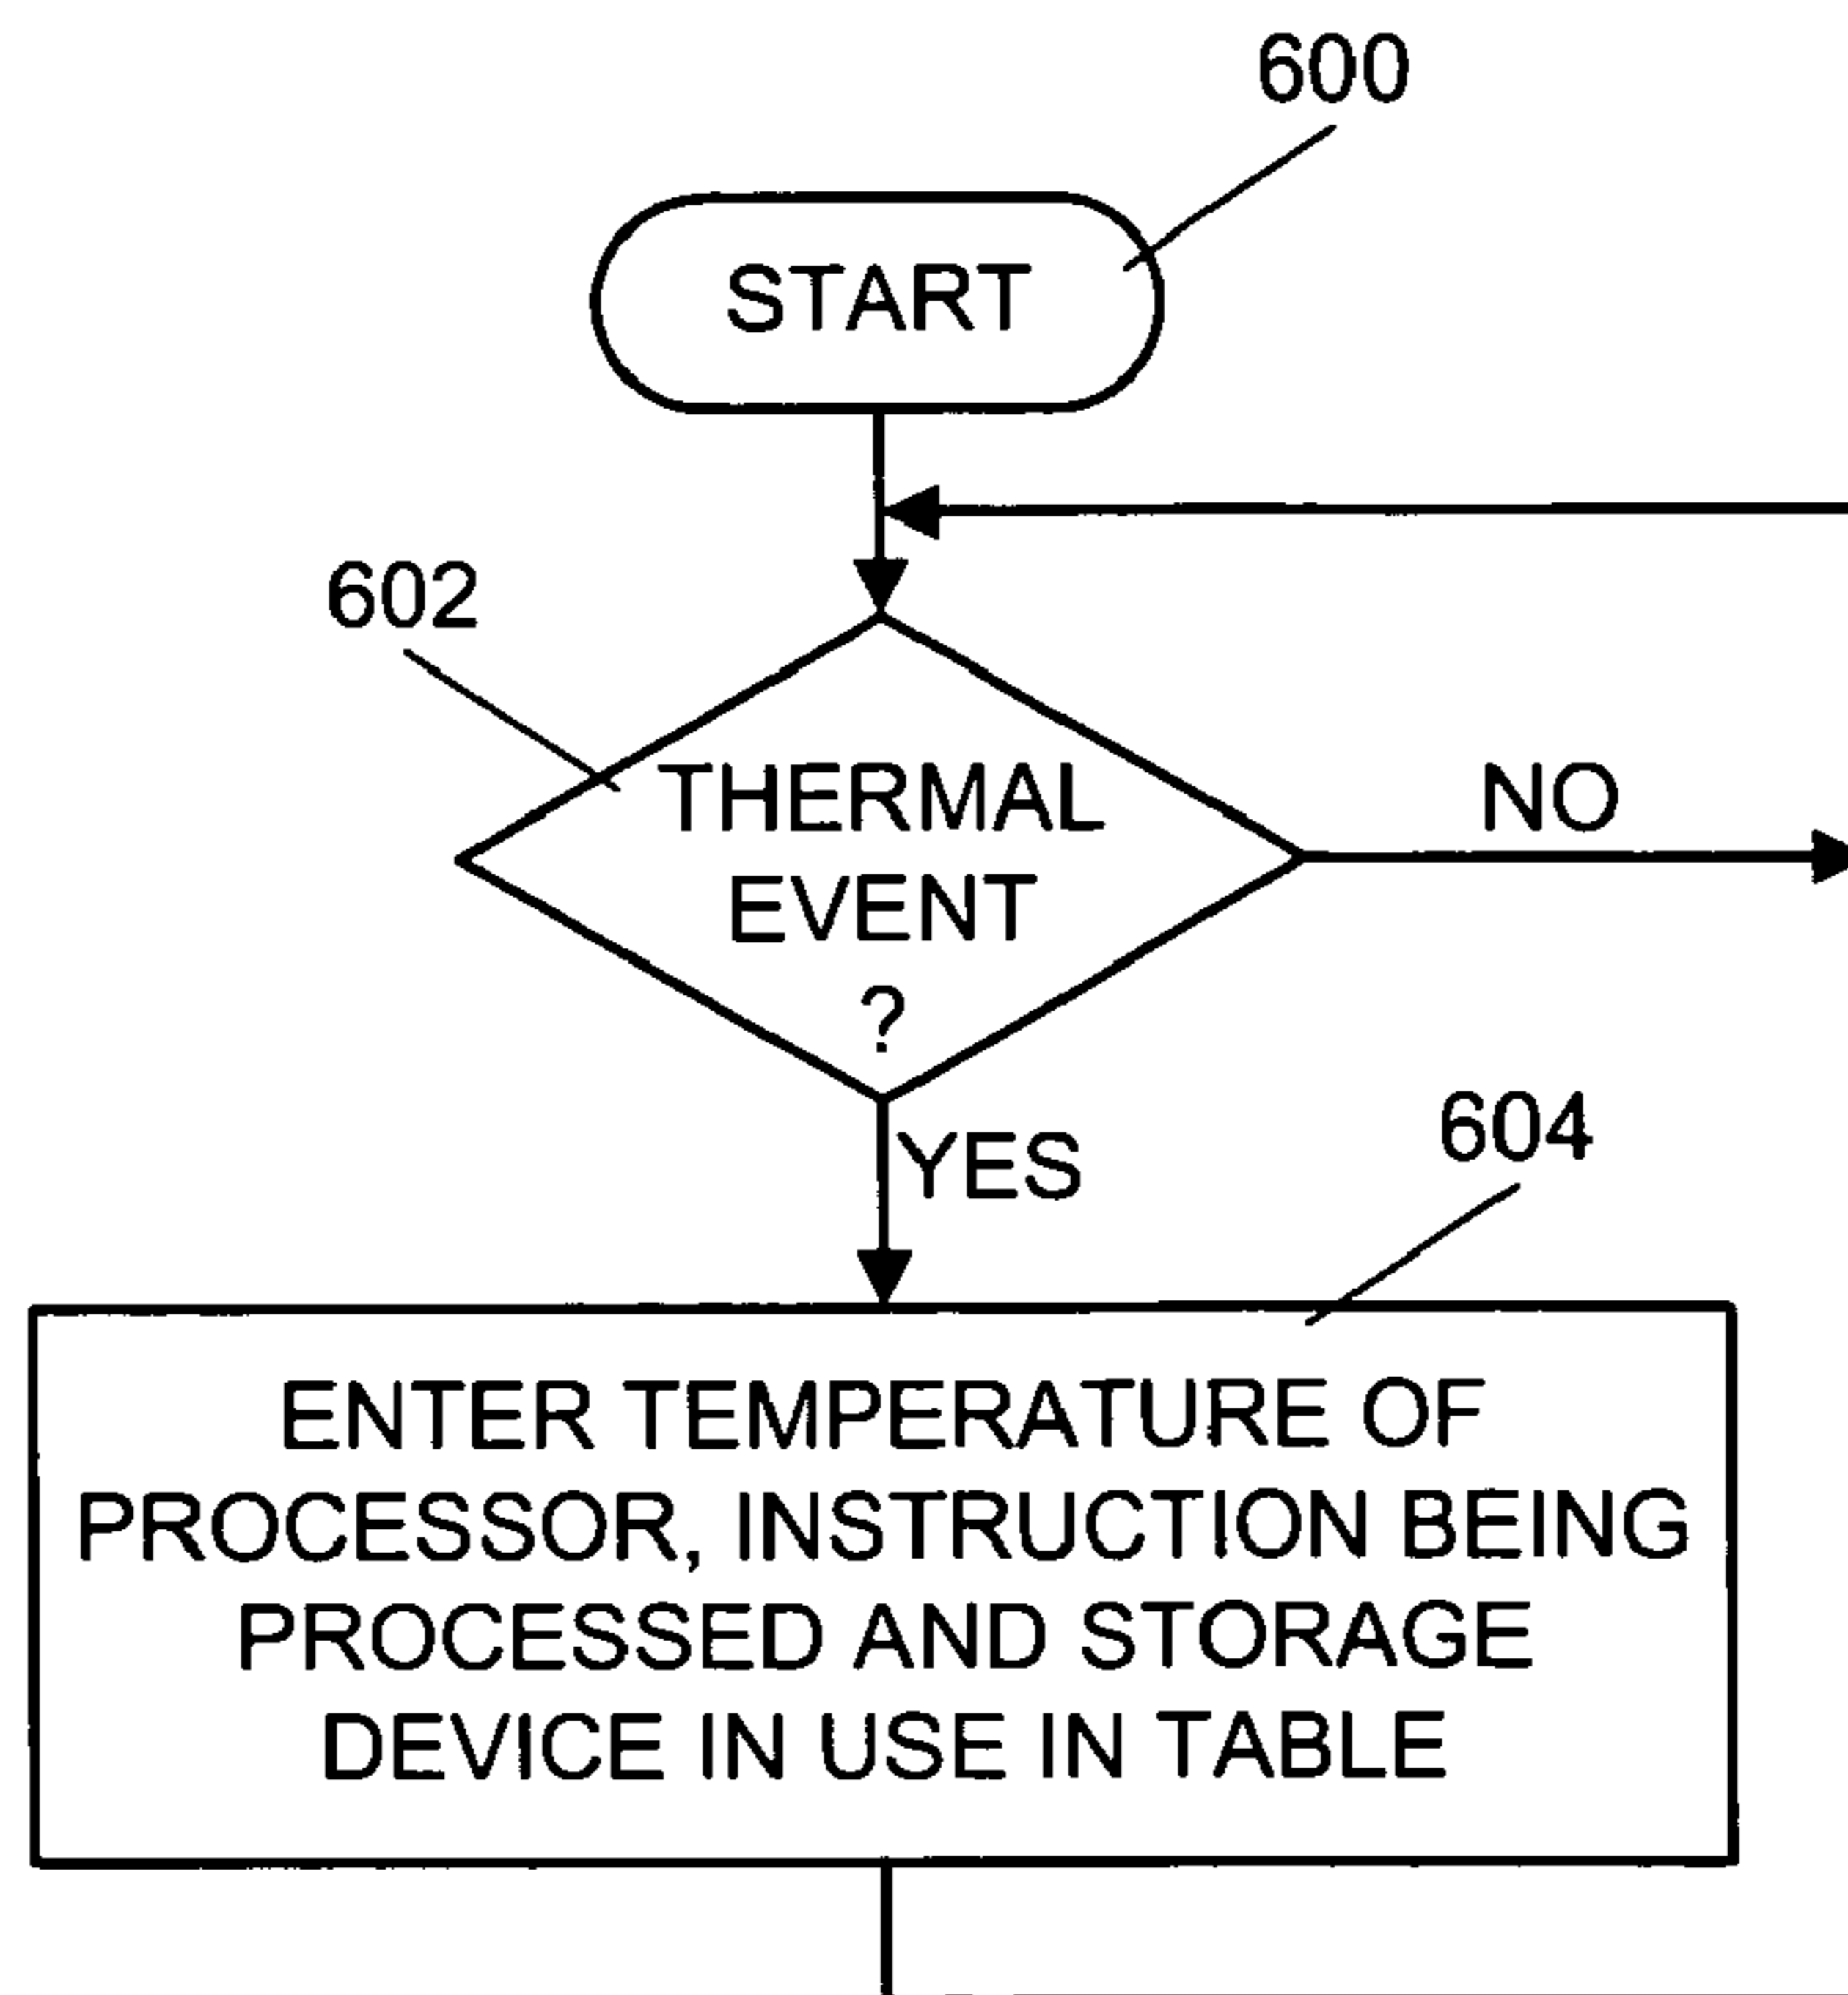 600
START
602
THERMAL
EVENT
?
NO
YES
604
ENTER TEMPERATURE OF
PROCESSOR, INSTRUCTION BEING
PROCESSED AND STORAGE
DEVICE IN USE IN TABLE